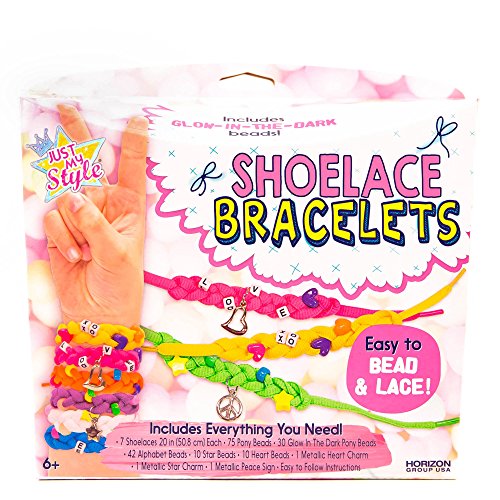 Includes
GLOW-IN-THE-DARK
beads!
JUST MY
Style
SHOELACE
BRACELETS
LOVE
XO
XO
Easy to
BEAD
& LACE!
Includes Everything You Need!
• 7 Shoelaces 20 in (50.8 cm) Each • 75 Pony Beads • 30 Glow In The Dark Pony Beads
• 42 Alphabet Beads • 10 Star Beads • 10 Heart Beads • 1 Metallic Heart Charm
• 1 Metallic Star Charm • 1 Metallic Peace Sign • Easy to Follow Instructions
6+
HORIZON
GROUP USA